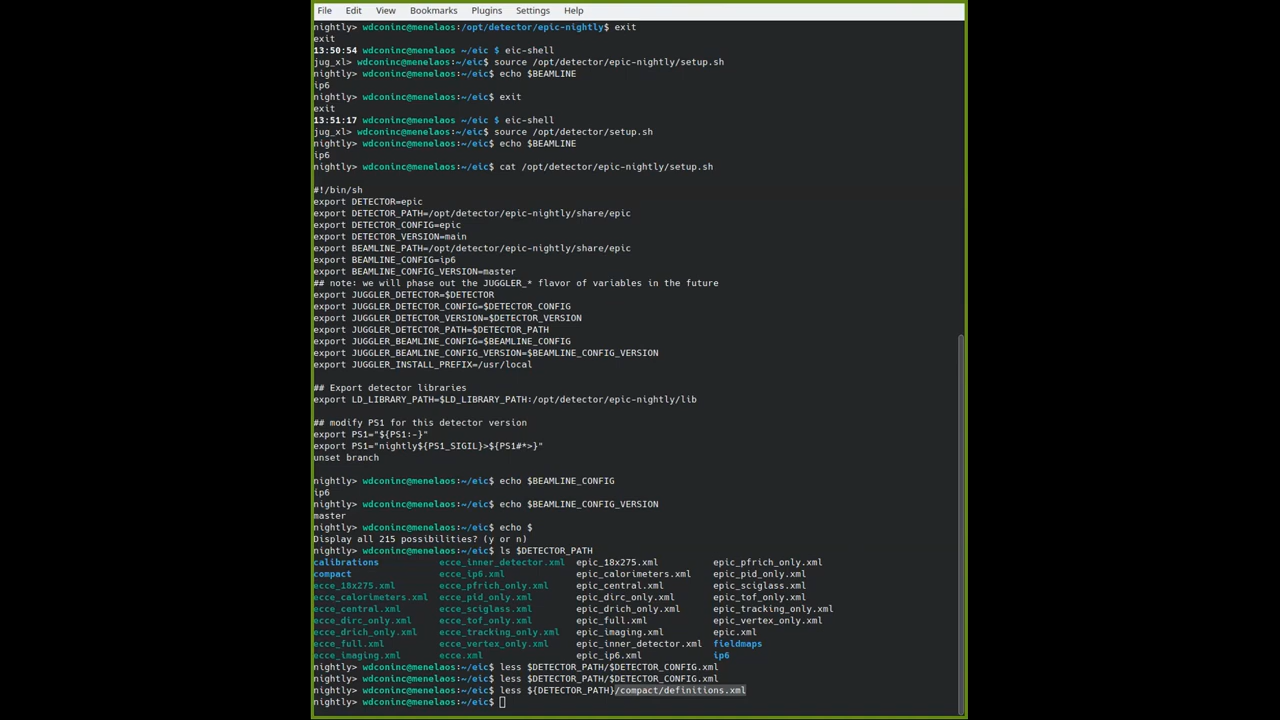 File Edit View Bookmarks Plugins Settings Help
nightly> wdconinc@menelaos:/opt/detector/epic-nightly$ exit
exit
13:50:54 wdconinc@menelaos ~/eic $ eic-shell
jug_xl> wdconinc@menelaos:~/eic$ source /opt/detector/epic-nightly/setup.sh
nightly> wdconinc@menelaos:~/eic$ echo $BEAMLINE
ip6
nightly> wdconinc@menelaos:~/eic$ exit
exit
13:51:17 wdconinc@menelaos ~/eic $ eic-shell
jug_xl> wdconinc@menelaos:~/eic$ source /opt/detector/setup.sh
nightly> wdconinc@menelaos:~/eic$ echo $BEAMLINE
ip6
nightly> wdconinc@menelaos:~/eic$ cat /opt/detector/epic-nightly/setup.sh
#!/bin/sh
export DETECTOR=epic
export DETECTOR_PATH=/opt/detector/epic-nightly/share/epic
export DETECTOR_CONFIG=epic
export DETECTOR_VERSION=main
export BEAMLINE_PATH=/opt/detector/epic-nightly/share/epic
export BEAMLINE_CONFIG=ip6
export BEAMLINE_CONFIG_VERSION=master
## note: we will phase out the JUGGLER_* flavor of variables in the future
export JUGGLER_DETECTOR=$DETECTOR
export JUGGLER_DETECTOR_CONFIG=$DETECTOR_CONFIG
export JUGGLER_DETECTOR_VERSION=$DETECTOR_VERSION
export JUGGLER_DETECTOR_PATH=$DETECTOR_PATH
export JUGGLER_BEAMLINE_CONFIG=$BEAMLINE_CONFIG
export JUGGLER_BEAMLINE_CONFIG_VERSION=$BEAMLINE_CONFIG_VERSION
export JUGGLER_INSTALL_PREFIX=/usr/local
## Export detector libraries
export LD_LIBRARY_PATH=$LD_LIBRARY_PATH:/opt/detector/epic-nightly/lib
## modify PS1 for this detector version
export PS1="${PS1:-}"
export PS1="nightly${PS1_SIGIL}>${PS1#*>}"
unset branch
nightly> wdconinc@menelaos:~/eic$ echo $BEAMLINE_CONFIG
ip6
nightly> wdconinc@menelaos:~/eic$ echo $BEAMLINE_CONFIG_VERSION
master
nightly> wdconinc@menelaos:~/eic$ echo $
Display all 215 possibilities? (y or n)
nightly> wdconinc@menelaos:~/eic$ ls $DETECTOR_PATH
calibrations ecce_inner_detector.xml epic_18x275.xml epic_pfrich_only.xml
compact ecce_ip6.xml epic_calorimeters.xml epic_pid_only.xml
ecce_18x275.xml ecce_pfrich_only.xml epic_central.xml epic_sciglass.xml
ecce_calorimeters.xml ecce_pid_only.xml epic_dirc_only.xml epic_tof_only.xml
ecce_central.xml ecce_sciglass.xml epic_drich_only.xml epic_tracking_only.xml
ecce_dirc_only.xml ecce_tof_only.xml epic_full.xml epic_vertex_only.xml
ecce_drich_only.xml ecce_tracking_only.xml epic_imaging.xml epic.xml
ecce_full.xml ecce_vertex_only.xml epic_inner_detector.xml fieldmaps
ecce_imaging.xml ecce.xml epic_ip6.xml ip6
nightly> wdconinc@menelaos:~/eic$ less $DETECTOR_PATH/$DETECTOR_CONFIG.xml
nightly> wdconinc@menelaos:~/eic$ less $DETECTOR_PATH/$DETECTOR_CONFIG.xml
nightly> wdconinc@menelaos:~/eic$ less ${DETECTOR_PATH}/compact/definitions.xml
nightly> wdconinc@menelaos:~/eic$